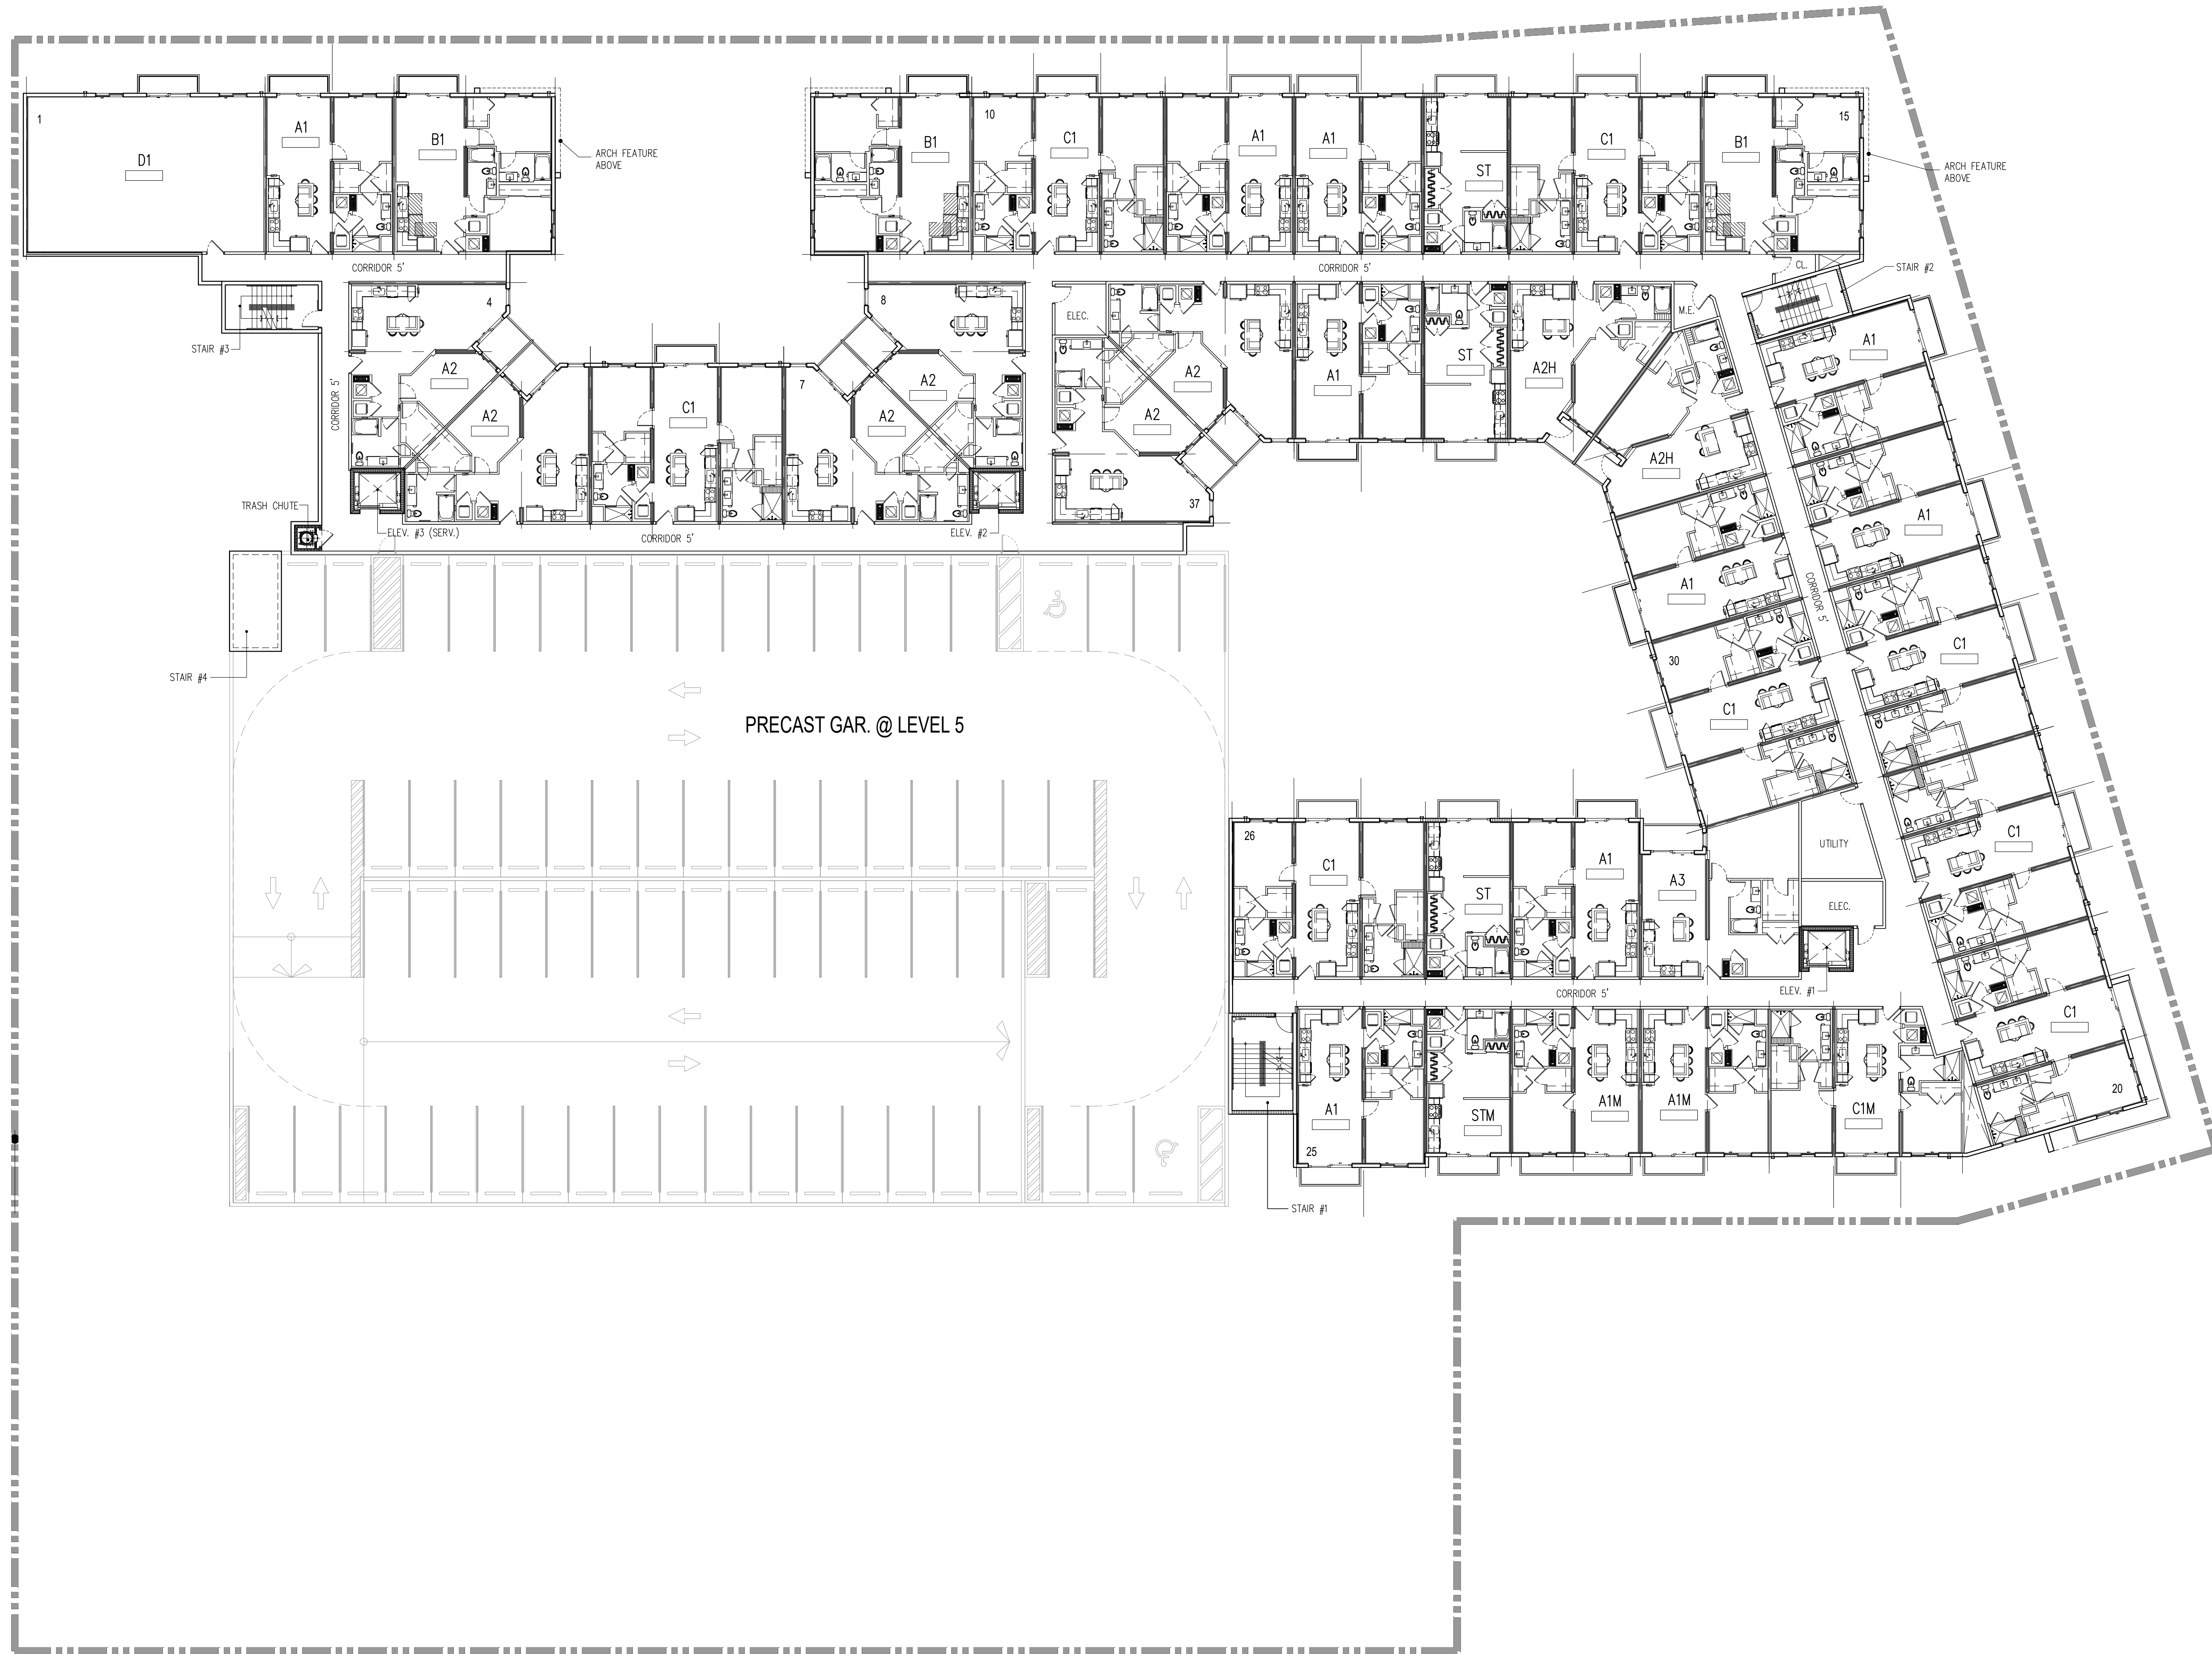 1
D1
A1
B1
ARCH FEATURE
ABOVE
B1
10
C1
A1
A1
ST
C1
B1
15
ARCH FEATURE
ABOVE
CORRIDOR 5'
CORRIDOR 5'
CL.
STAIR #2
STAIR #3
4
8
ELEC.
M.E.
A2
A2
CORRIDOR 5'
C1
7
A2
A2
A2
A2
A1
ST
A2H
A1
A2H
37
TRASH CHUTE
ELEV. #3 (SERV.)
CORRIDOR 5'
ELEV. #2
A1
A1
CORRIDOR 5'
C1
30
C1
STAIR #4
PRECAST GAR. @ LEVEL 5
26
C1
ST
A1
A3
UTILITY
ELEC.
C1
CORRIDOR 5'
ELEV. #1
C1
20
A1
25
STM
A1M
A1M
C1M
STAIR #1